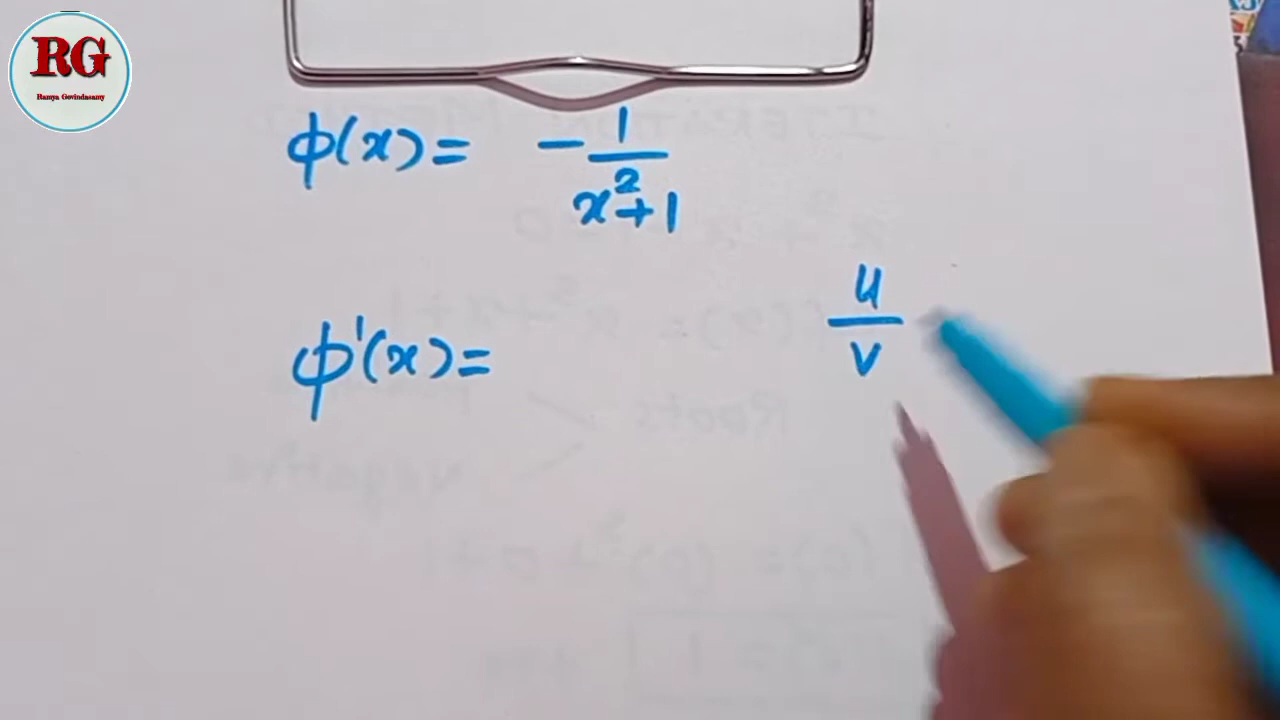 RG
Ramya Govindasamy
φ(x) = - 1/(x²+1)
φ'(x) =
u/v